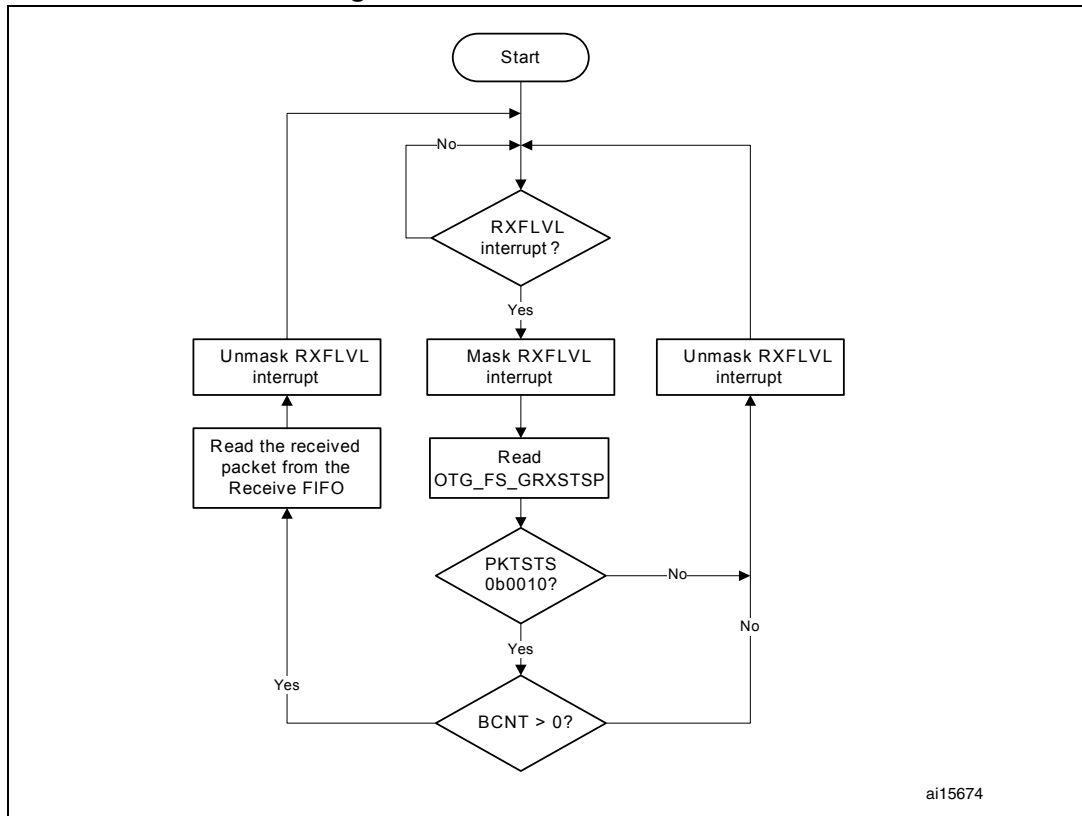 Start
No
RXFLVL
interrupt ?
Yes
Unmask RXFLVL
interrupt
Mask RXFLVL
interrupt
Unmask RXFLVL
interrupt
Read the received
packet from the
Receive FIFO
Read
OTG_FS_GRXSTSP
PKTSTS
0b0010?
No
No
Yes
Yes
BCNT > 0?
ai15674